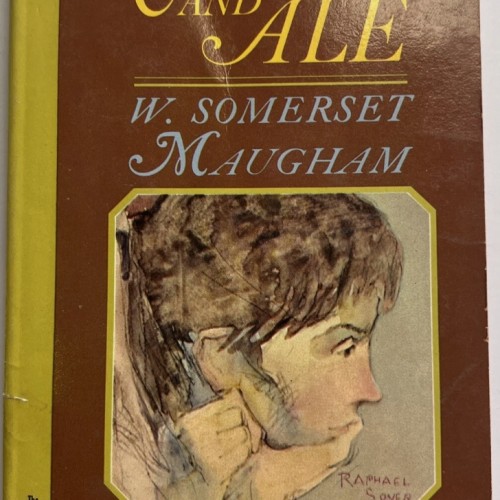 AND
ALE
W. SOMERSET
MAUGHAM
RAPHAEL
SOYER